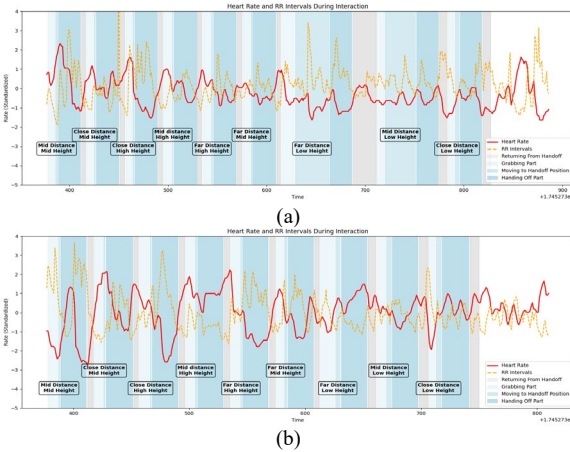 Heart Rate and RR Intervals During Interaction
5
4
3
2
1
0
-1
-2
-3
-4
-5
Rate (Standardized)
Close Distance
Mid Height
Mid distance
High Height
Far Distance
Mid Height
Mid Distance
Low Height
Mid Distance
Mid Height
Close Distance
High Height
Far Distance
High Height
Far Distance
Low Height
Close Distance
Low Height
Heart Rate
RR Intervals
Returning From Handoff
Grabbing Part
Moving to Handoff Position
Handing Off Part
400 500 600 700 800 900
Time
+1.745273e
(a)
Heart Rate and RR Intervals During Interaction
4
3
2
1
0
-1
-2
-3
-4
-5
Rate (Standardized)
Close Distance
Mid Height
Mid distance
High Height
Far Distance
Mid Height
Mid Distance
Low Height
Mid Distance
Mid Height
Close Distance
High Height
Far Distance
High Height
Far Distance
Low Height
Close Distance
Low Height
Heart Rate
RR Intervals
Returning From Handoff
Grabbing Part
Moving to Handoff Position
Handing Off Part
400 500 600 700 800
Time
+1.745273e
(b)